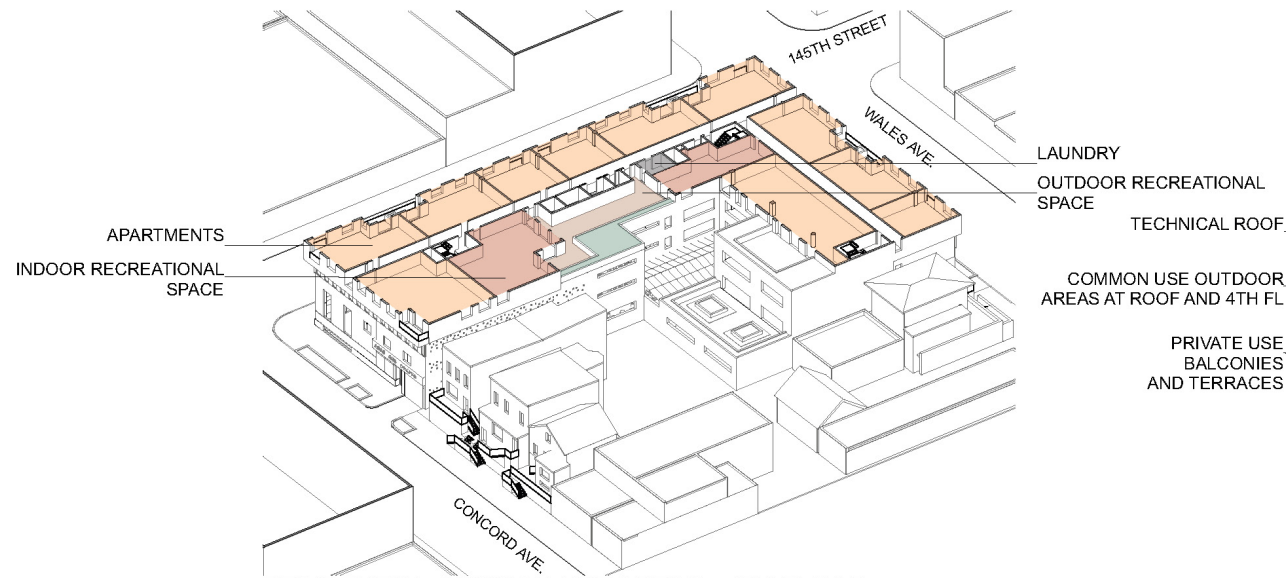 145TH STREET
WALES AVE.
LAUNDRY
OUTDOOR RECREATIONAL
SPACE
TECHNICAL ROOF
APARTMENTS
INDOOR RECREATIONAL
SPACE
COMMON USE OUTDOOR
AREAS AT ROOF AND 4TH FL
PRIVATE USE
BALCONIES
AND TERRACES
CONCORD AVE.